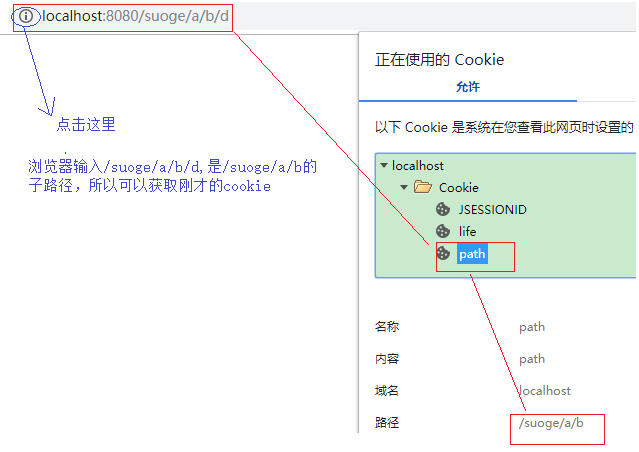 localhost:8080/suoge/a/b/d
正在使用的 Cookie
允许
点击这里
以下 Cookie 是系统在您查看此网页时设置的
浏览器输入/suoge/a/b/d, 是/suoge/a/b的
子路径，所以可以获取刚才的cookie
localhost
Cookie
JSESSIONID
life
path
名称 path
内容 path
域名 localhost
路径 /suoge/a/b